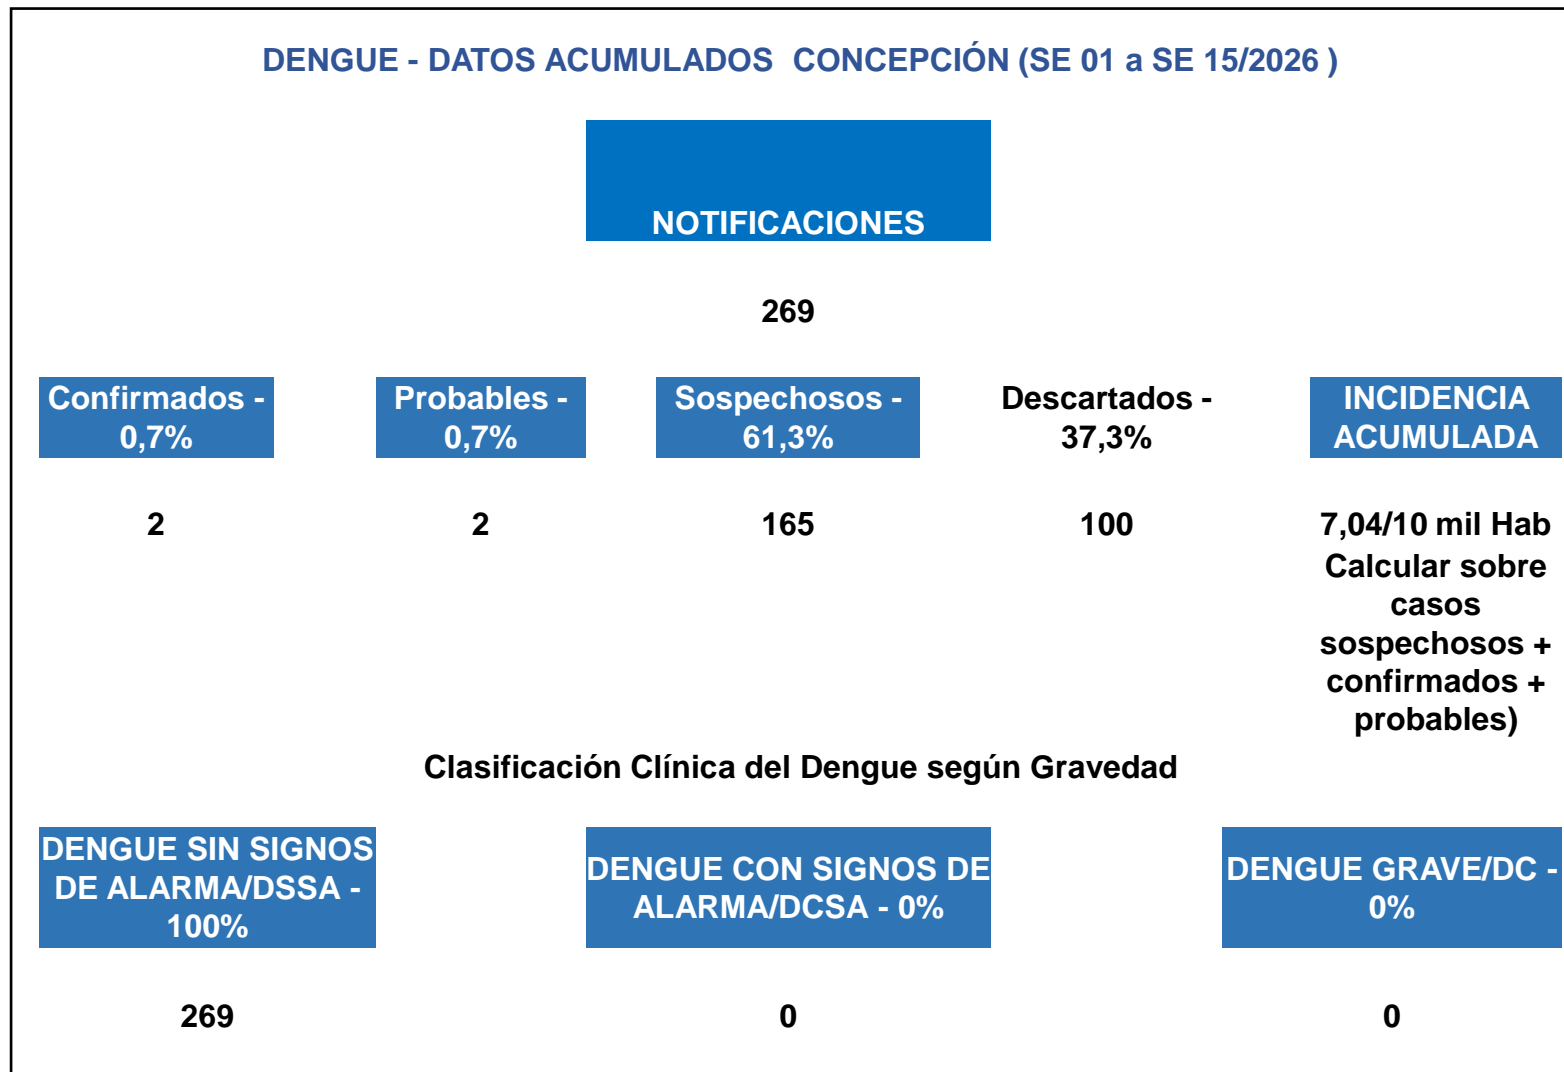 DENGUE - DATOS ACUMULADOS  CONCEPCIÓN (SE 01 a SE 15/2026 )
NOTIFICACIONES
269
Confirmados -
0,7%
Probables -
0,7%
Sospechosos -
61,3%
Descartados -
37,3%
INCIDENCIA
ACUMULADA
2
2
165
100
7,04/10 mil Hab
Calcular sobre
casos
sospechosos +
confirmados +
probables)
Clasificación Clínica del Dengue según Gravedad
DENGUE SIN SIGNOS
DE ALARMA/DSSA -
100%
DENGUE CON SIGNOS DE
ALARMA/DCSA - 0%
DENGUE GRAVE/DC -
0%
269
0
0